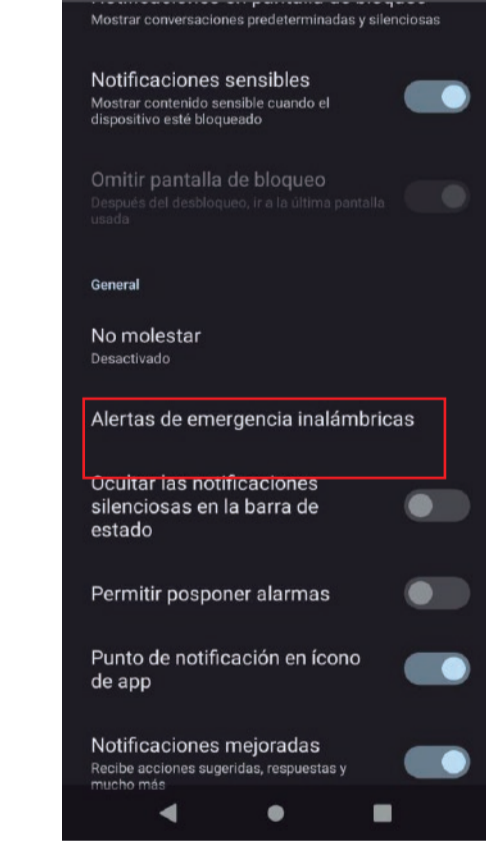 Mostrar conversaciones predeterminadas y silenciosas
Notificaciones sensibles
Mostrar contenido sensible cuando el
dispositivo esté bloqueado
Omitir pantalla de bloqueo
Después del desbloqueo, ir a la última pantalla
usada
General
No molestar
Desactivado
Alertas de emergencia inalámbricas
Ocultar las notificaciones
silenciosas en la barra de
estado
Permitir posponer alarmas
Punto de notificación en ícono
de app
Notificaciones mejoradas
Recibe acciones sugeridas, respuestas y
mucho más